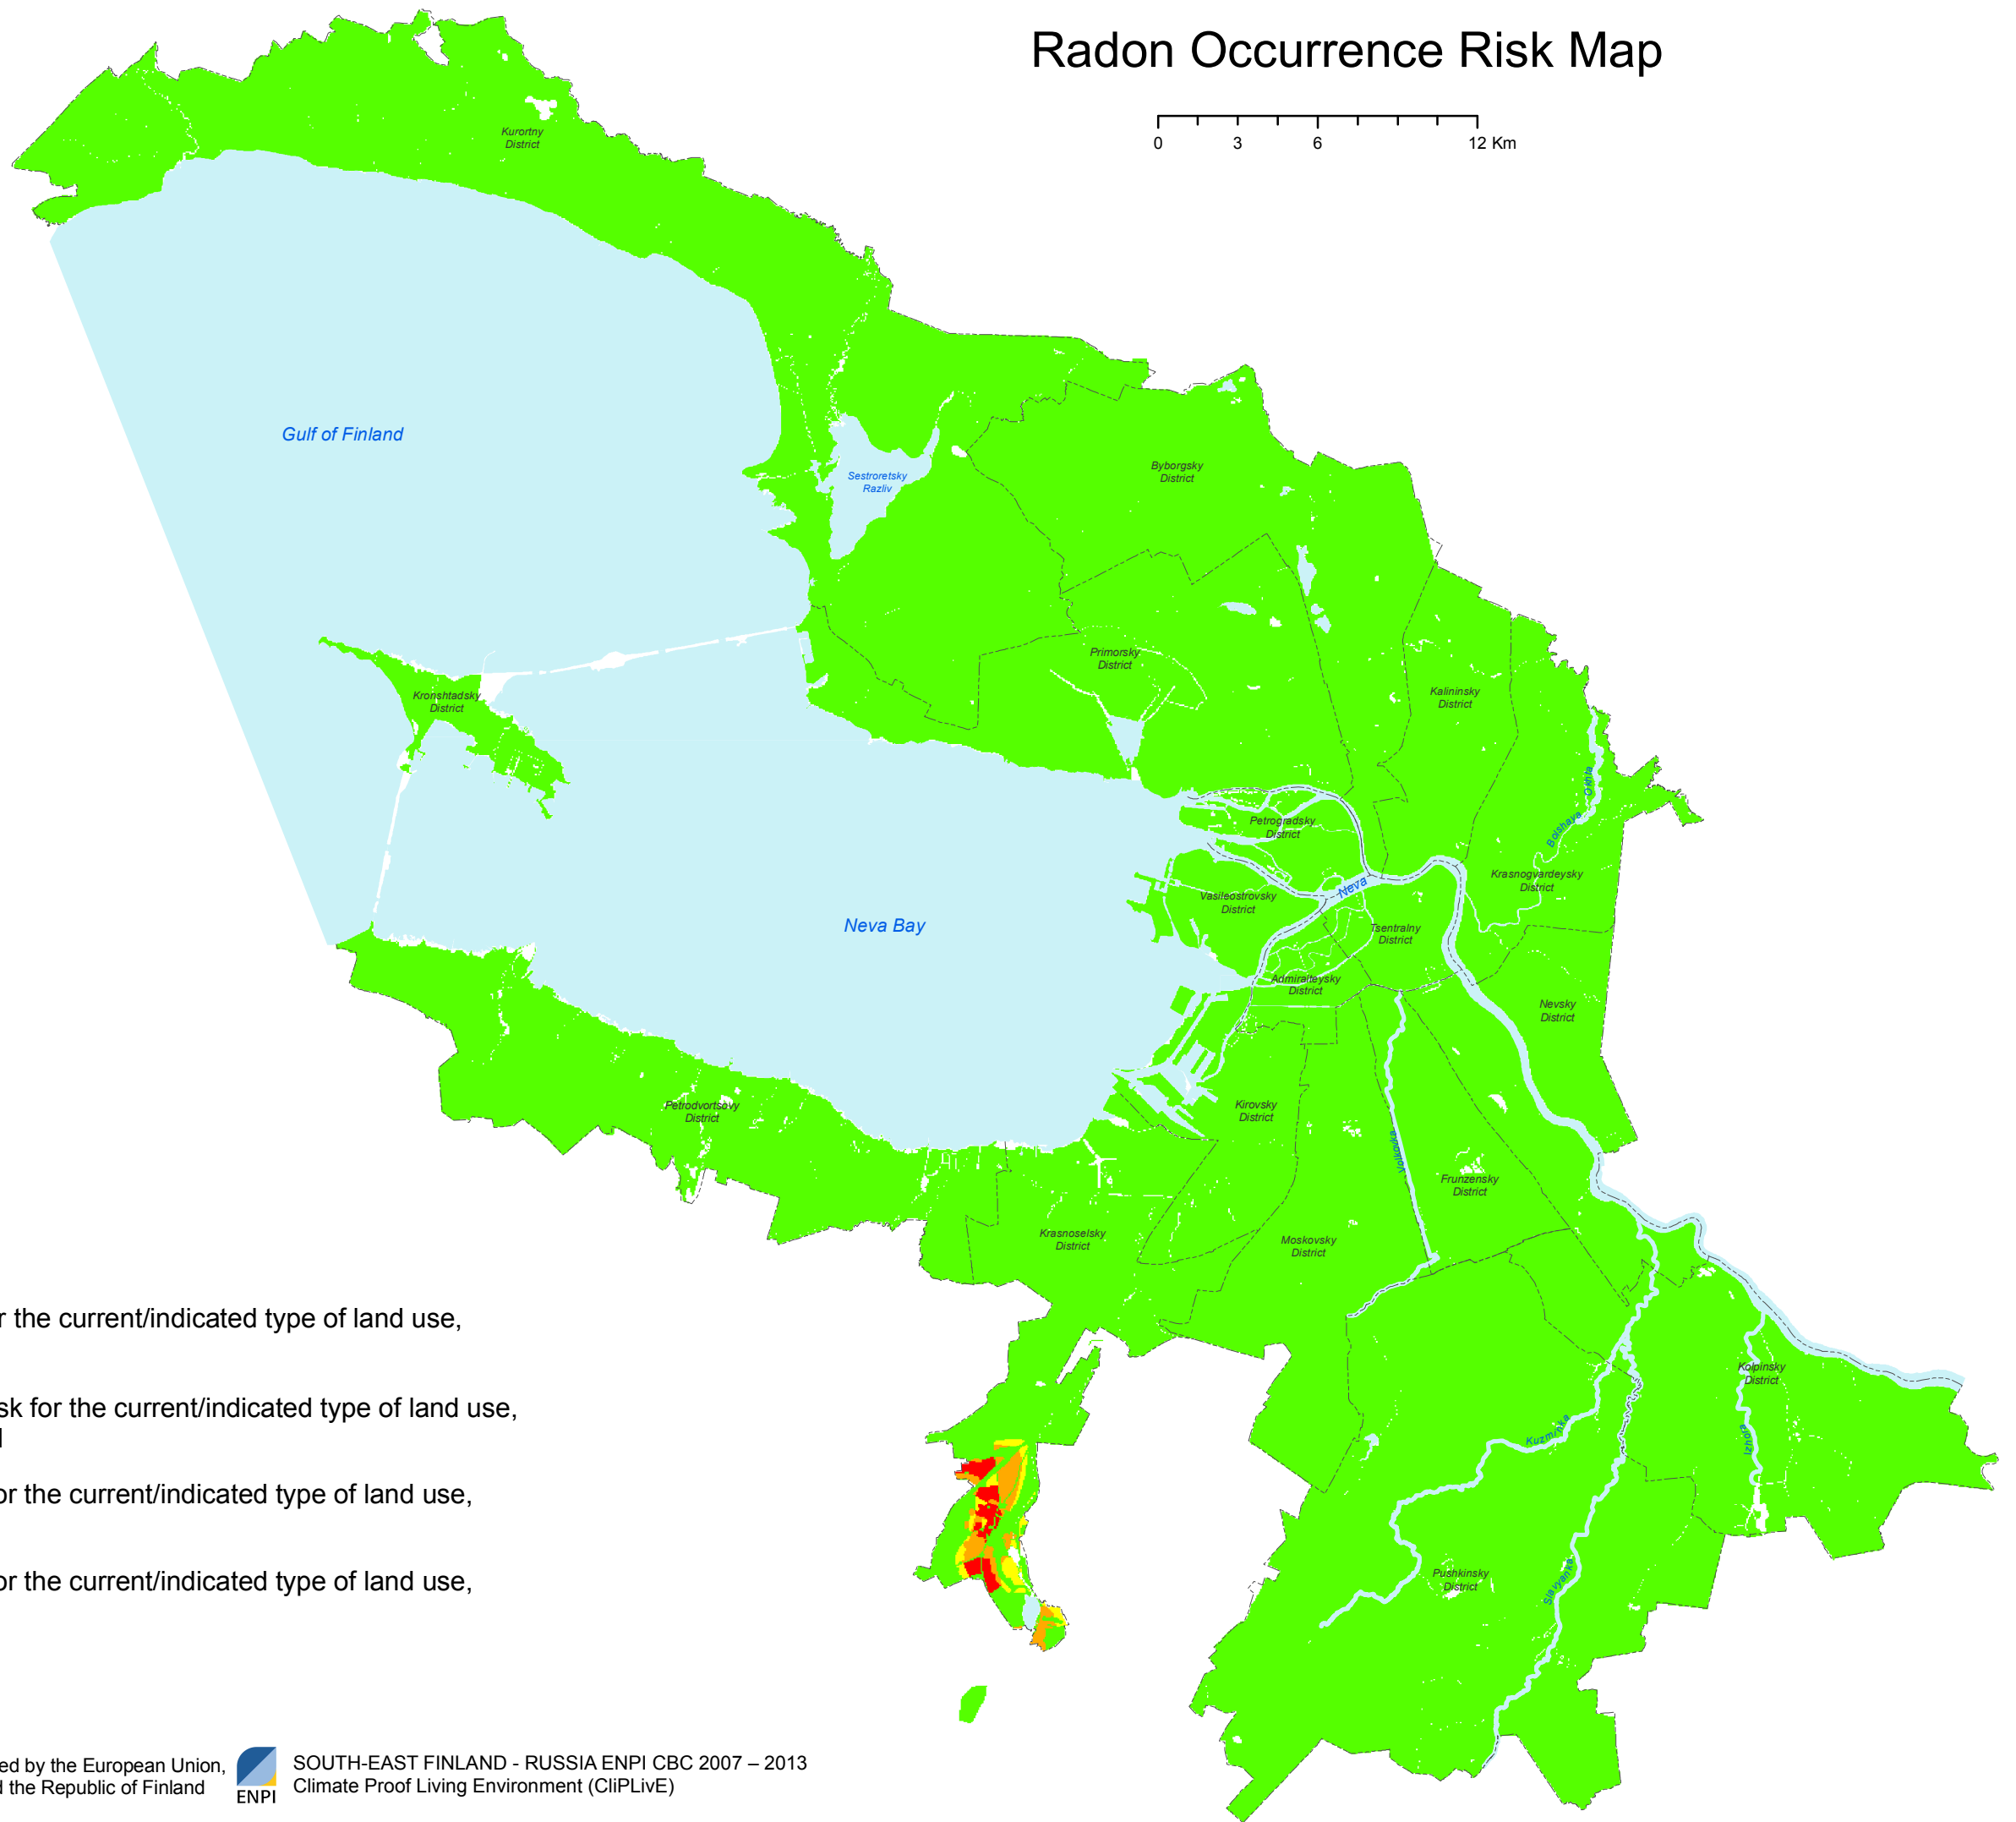 Radon Occurrence Risk Map
0 3 6 12 Km
Kurortny
District
Gulf of Finland
Sestroretsky
Razliv
Byborgsky
District
Primorsky
District
Kronshtadsky
District
Kalininsky
District
Okhta
Bolshaya
Petrogradsky
District
Krasnogvardeysky
District
Neva
Vasileostrovsky
District
Neva Bay
Tsentralny
District
Admiralteysky
District
Nevsky
District
Petrodvortsovy
District
Kirovsky
District
Volkovka
Frunzensky
District
Krasnoselsky
District
Moskovsky
District
Kolpinsky
District
Kuzminka
Izhora
Pushkinsky
District
Slavyanka
r the current/indicated type of land use,
sk for the current/indicated type of land use,
d
or the current/indicated type of land use,
or the current/indicated type of land use,
ed by the European Union,
d the Republic of Finland
ENPI
SOUTH-EAST FINLAND - RUSSIA ENPI CBC 2007 – 2013
Climate Proof Living Environment (CliPLivE)